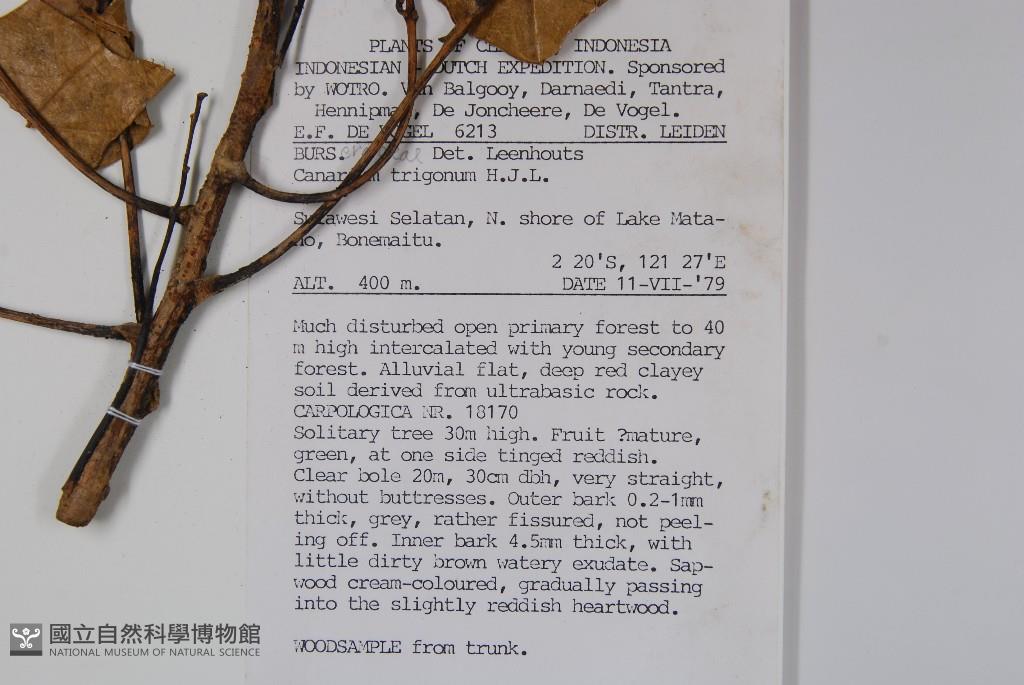 PLANTS OF INDONESIA
INDONESIAN - DUTCH EXPEDITION. Sponsored
by WOTRO. Van Balgooy, Darnaedi, Tantra,
Hennipman, De Joncheere, De Vogel.
E.F. DE VOGEL 6213 DISTR. LEIDEN
BURS. Det. Leenhouts
Canarium trigonum H.J.L.
Sulawesi Selatan, N. shore of Lake Mata-
no, Bonemaitu.
2 20'S, 121 27'E
ALT. 400 m. DATE 11-VII-'79
Much disturbed open primary forest to 40
m high intercalated with young secondary
forest. Alluvial flat, deep red clayey
soil derived from ultrabasic rock.
CARPOLOGICA NR. 18170
Solitary tree 30m high. Fruit ?mature,
green, at one side tinged reddish.
Clear bole 20m, 30cm dbh, very straight,
without buttresses. Outer bark 0.2-1mm
thick, grey, rather fissured, not peel-
ing off. Inner bark 4.5mm thick, with
little dirty brown watery exudate. Sap-
wood cream-coloured, gradually passing
into the slightly reddish heartwood.
WOODSAMPLE from trunk.
國立自然科學博物館
NATIONAL MUSEUM OF NATURAL SCIENCE